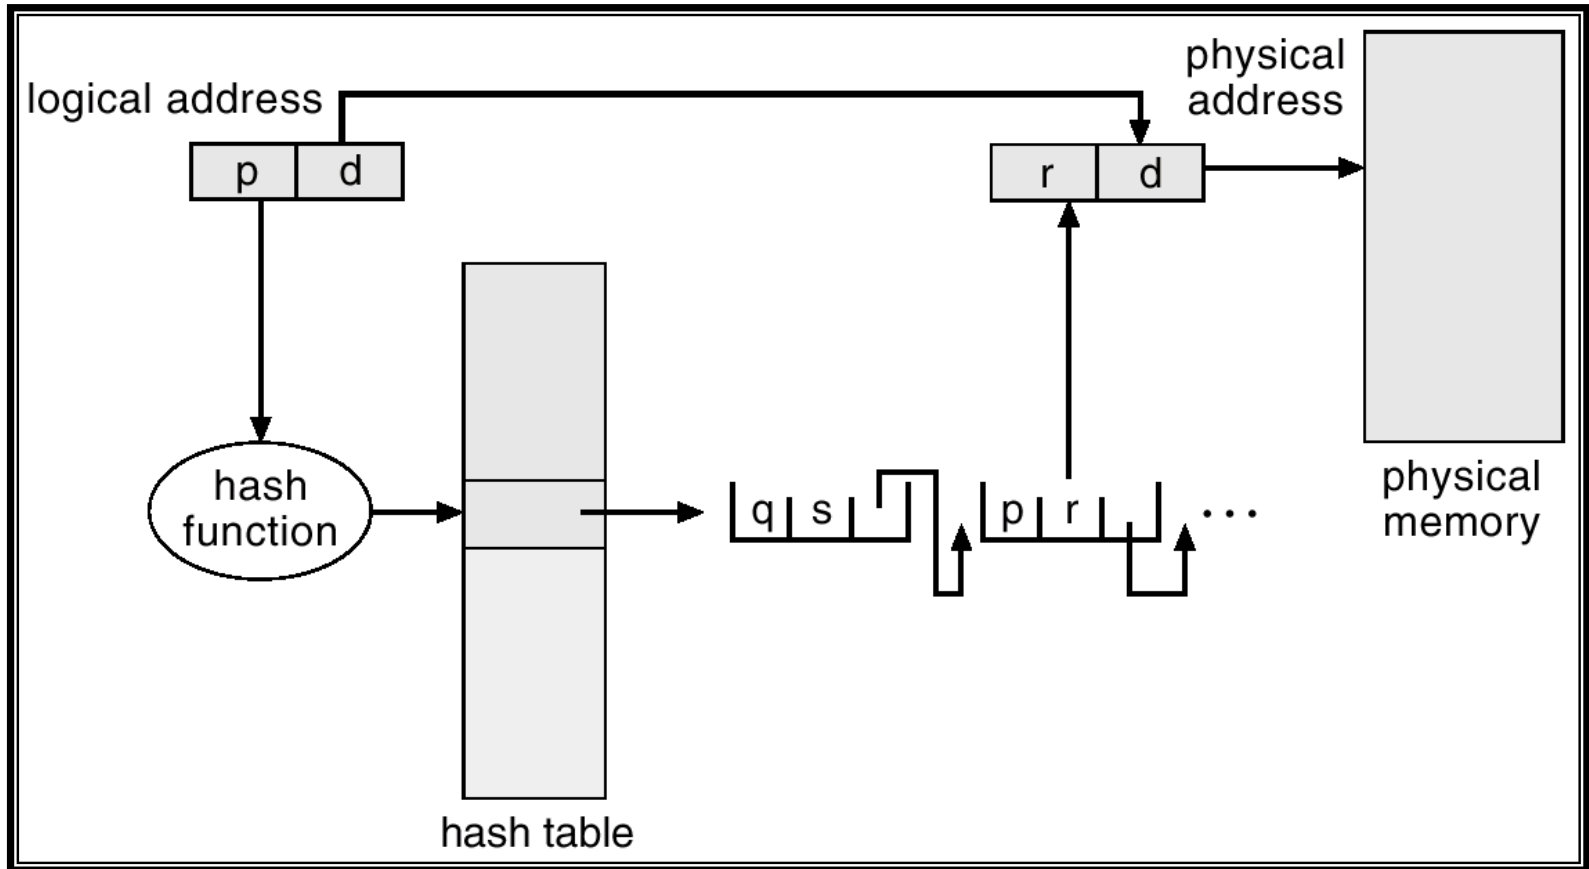 logical address
physical
address
p d
r d
hash
function
q s
p r
...
physical
memory
hash table